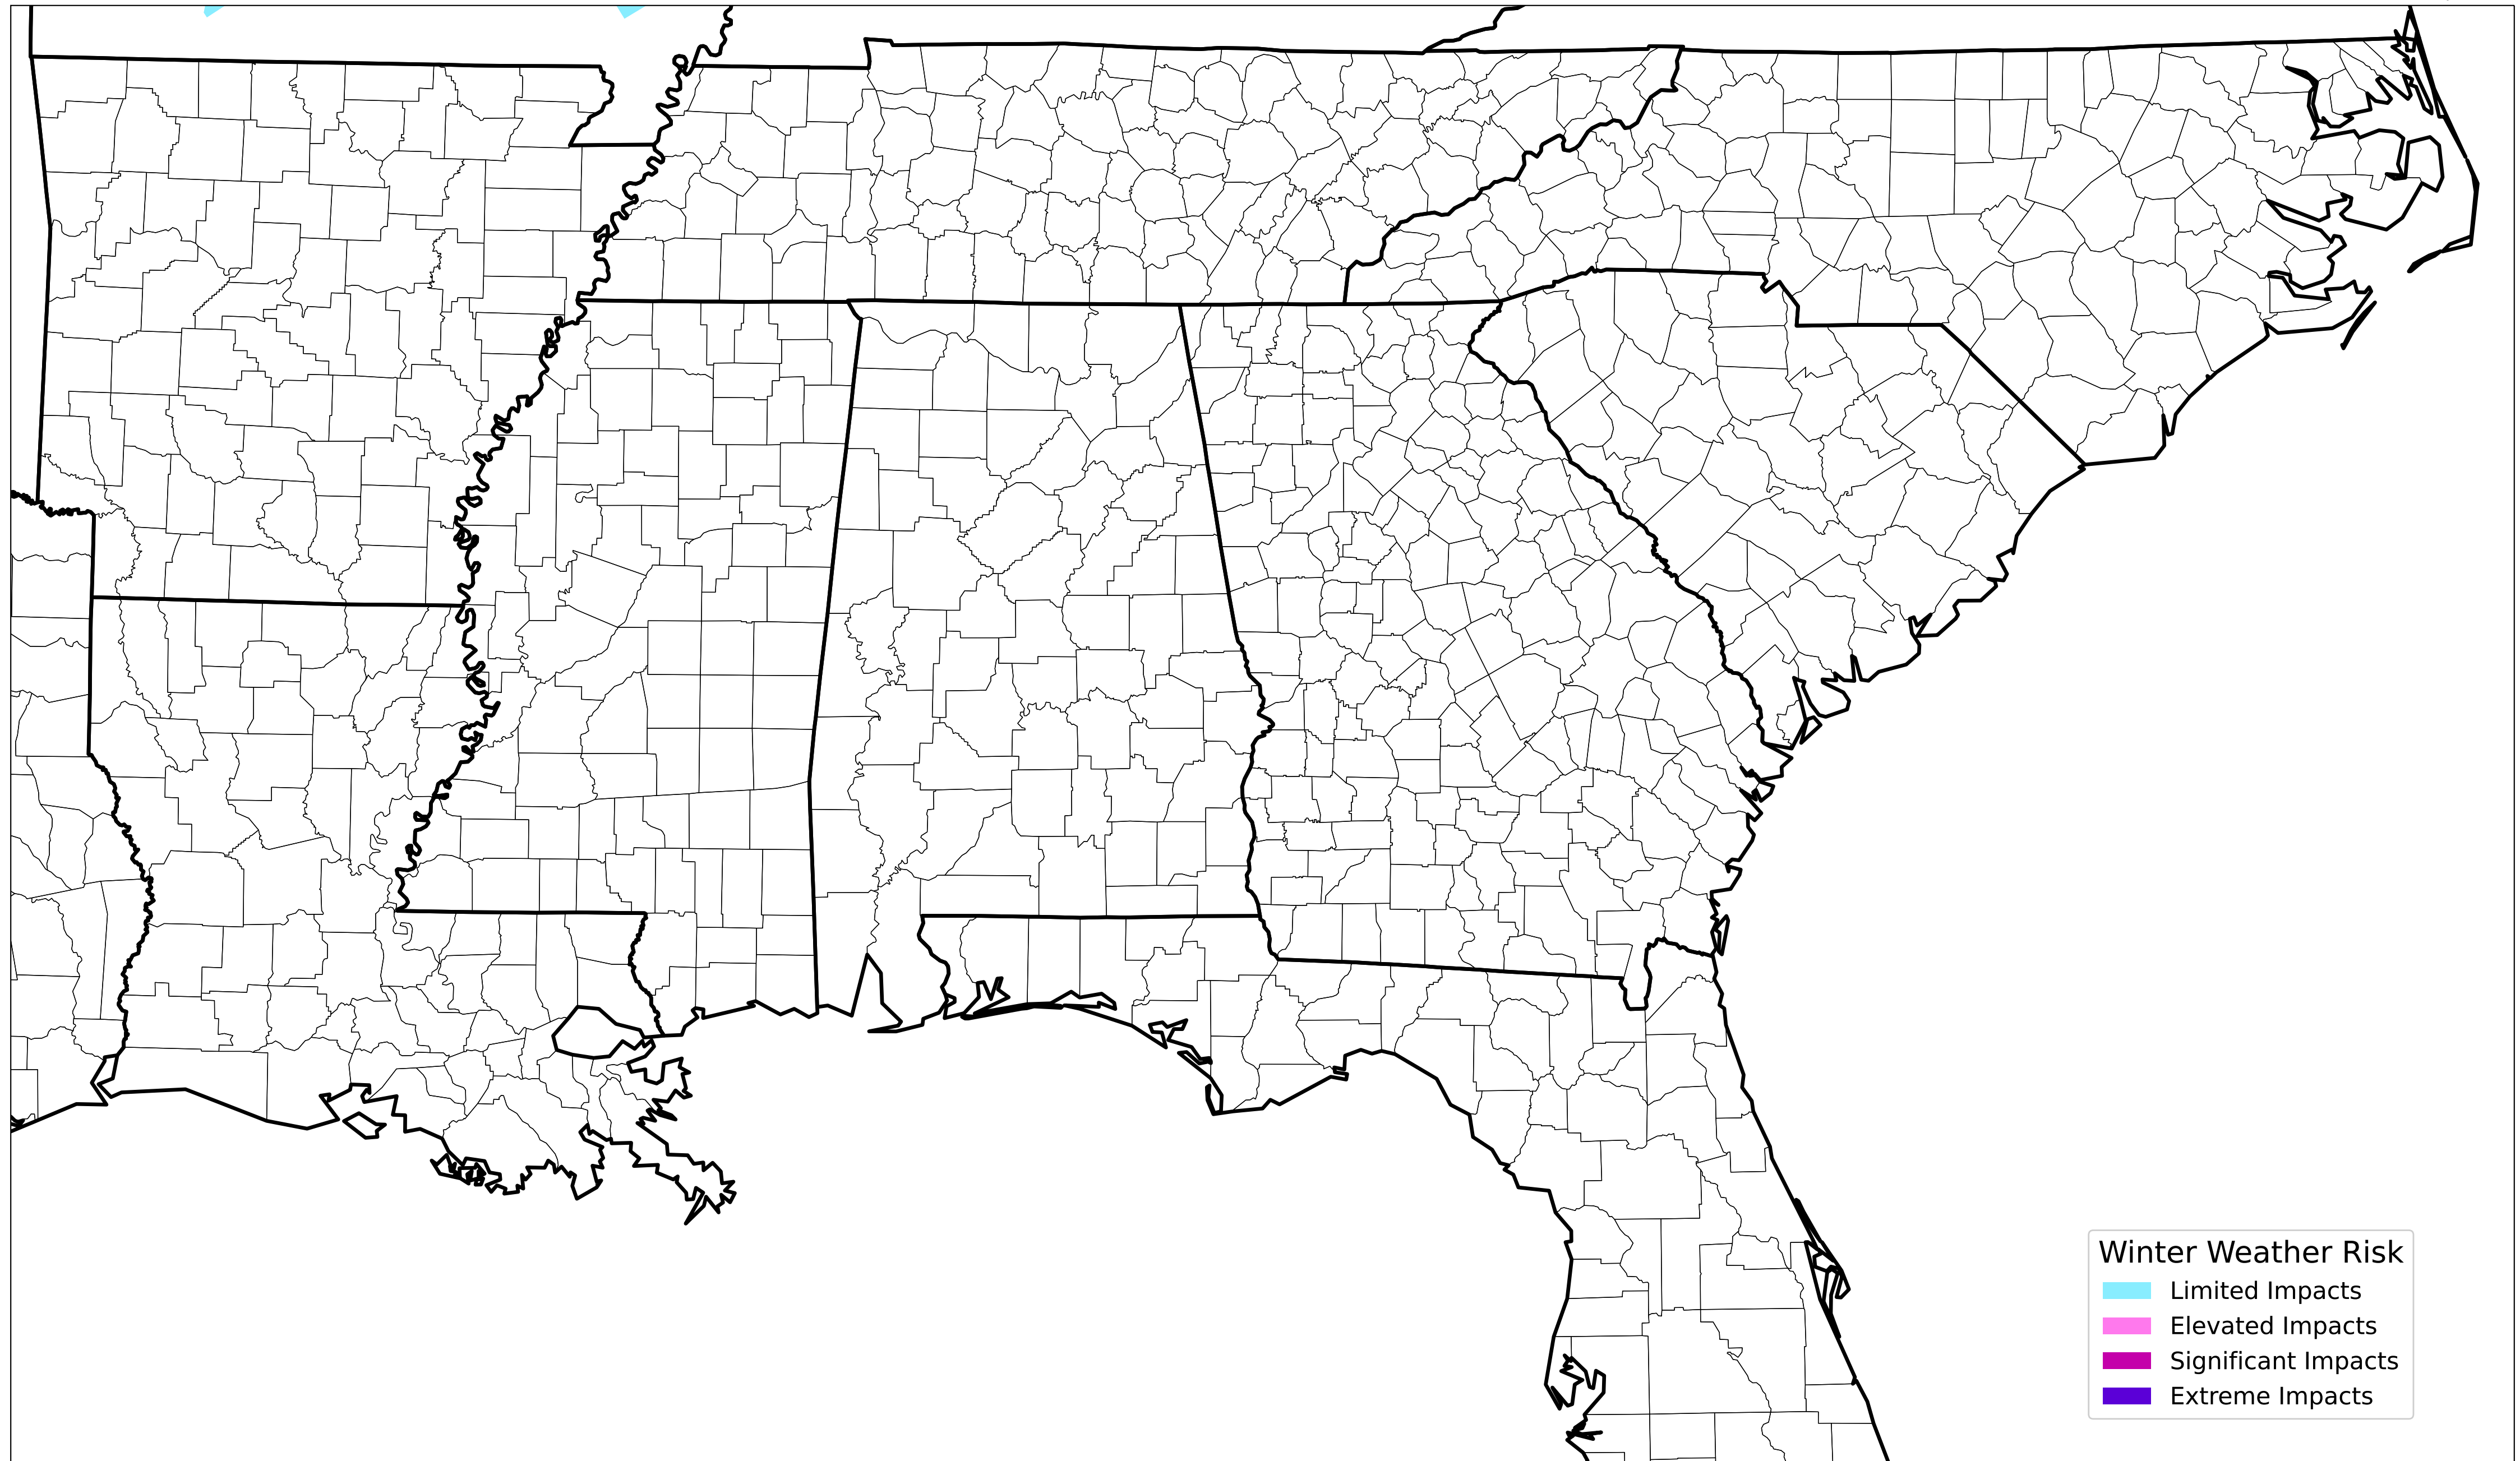 Winter Weather Risk
Limited Impacts
Elevated Impacts
Significant Impacts
Extreme Impacts